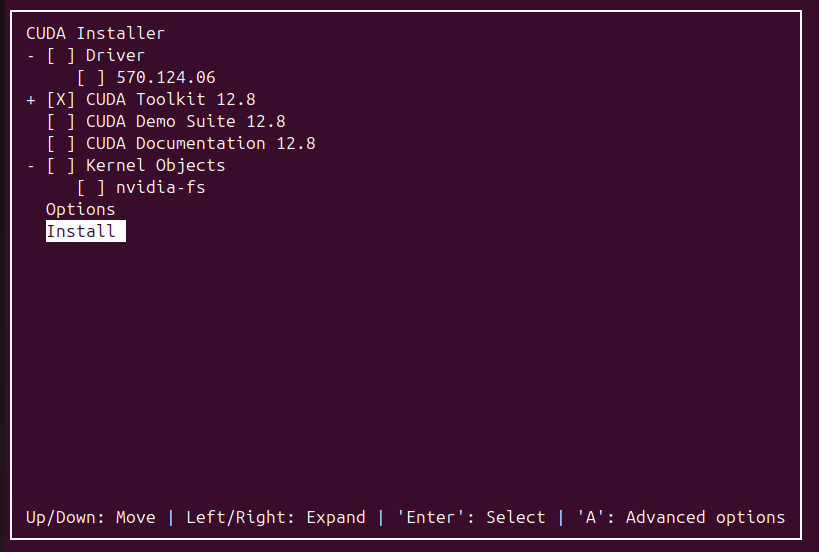 CUDA Installer
- [ ] Driver
[ ] 570.124.06
+ [X] CUDA Toolkit 12.8
[ ] CUDA Demo Suite 12.8
[ ] CUDA Documentation 12.8
- [ ] Kernel Objects
[ ] nvidia-fs
Options
Install
Up/Down: Move | Left/Right: Expand | 'Enter': Select | 'A': Advanced options